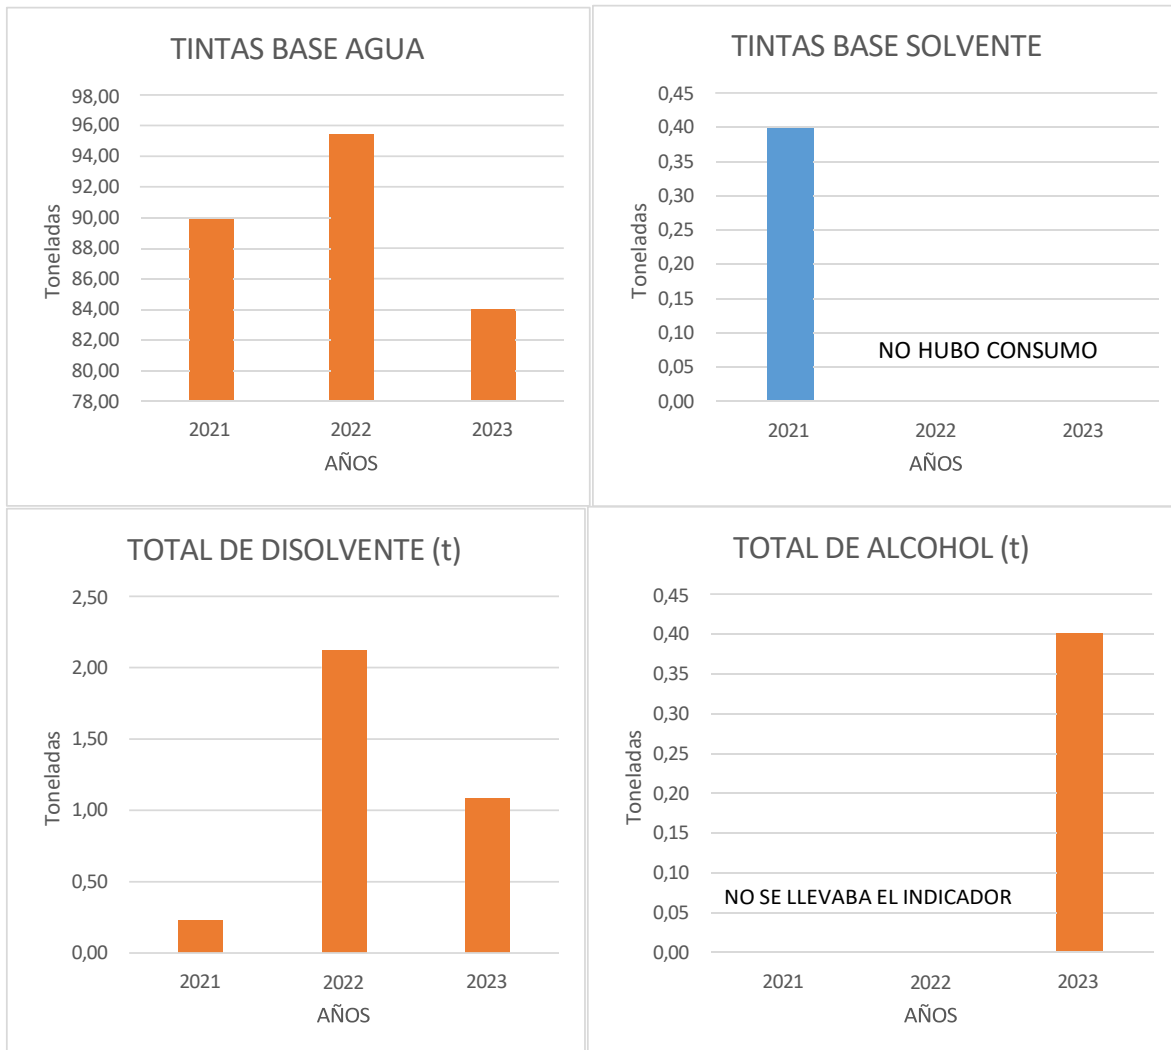 TINTAS BASE AGUA
98,00
96,00
94,00
92,00
90,00
88,00
86,00
84,00
82,00
80,00
78,00
Toneladas
2021 2022 2023
AÑOS
TINTAS BASE SOLVENTE
0,45
0,40
0,35
0,30
0,25
0,20
0,15
0,10
0,05
0,00
Toneladas
NO HUBO CONSUMO
2021 2022 2023
AÑOS
TOTAL DE DISOLVENTE (t)
2,50
2,00
1,50
1,00
0,50
0,00
Toneladas
2021 2022 2023
AÑOS
TOTAL DE ALCOHOL (t)
0,45
0,40
0,35
0,30
0,25
0,20
0,15
0,10
0,05
0,00
Toneladas
NO SE LLEVABA EL INDICADOR
2021 2022 2023
AÑOS